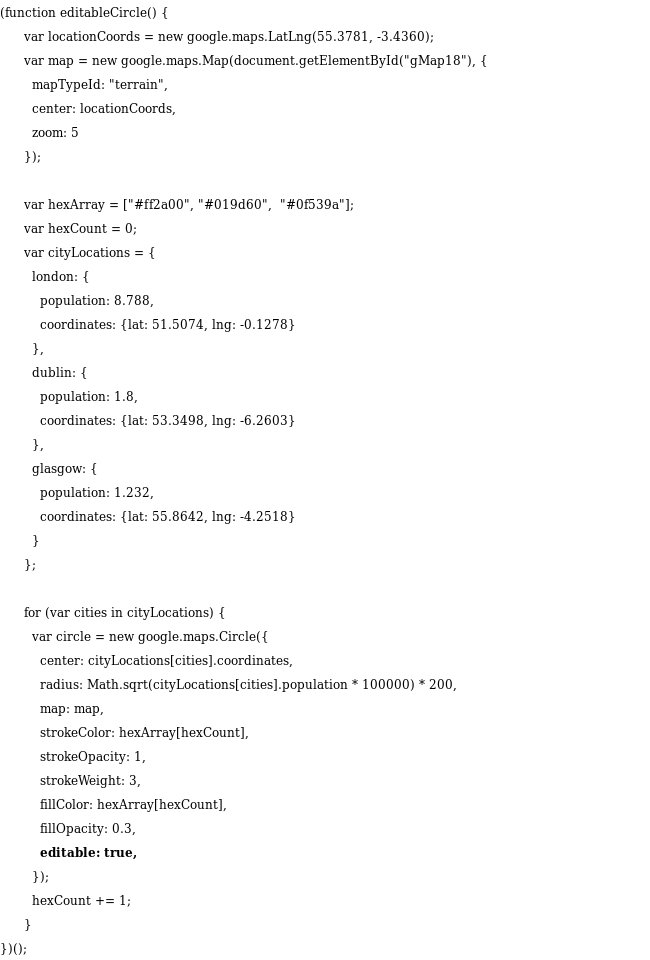 (function editableCircle() {
var locationCoords = new google.maps.LatLng(55.3781, -3.4360);
var map = new google.maps.Map(document.getElementById("gMap18"), {
mapTypeId: "terrain",
center: locationCoords,
zoom: 5
});
var hexArray = ["#ff2a00", "#019d60",  "#0f539a"];
var hexCount = 0;
var cityLocations = {
london: {
population: 8.788,
coordinates: {lat: 51.5074, lng: -0.1278}
},
dublin: {
population: 1.8,
coordinates: {lat: 53.3498, lng: -6.2603}
},
glasgow: {
population: 1.232,
coordinates: {lat: 55.8642, lng: -4.2518}
}
};
for (var cities in cityLocations) {
var circle = new google.maps.Circle({
center: cityLocations[cities].coordinates,
radius: Math.sqrt(cityLocations[cities].population * 100000) * 200,
map: map,
strokeColor: hexArray[hexCount],
strokeOpacity: 1,
strokeWeight: 3,
fillColor: hexArray[hexCount],
fillOpacity: 0.3,
editable: true,
});
hexCount += 1;
}
})();